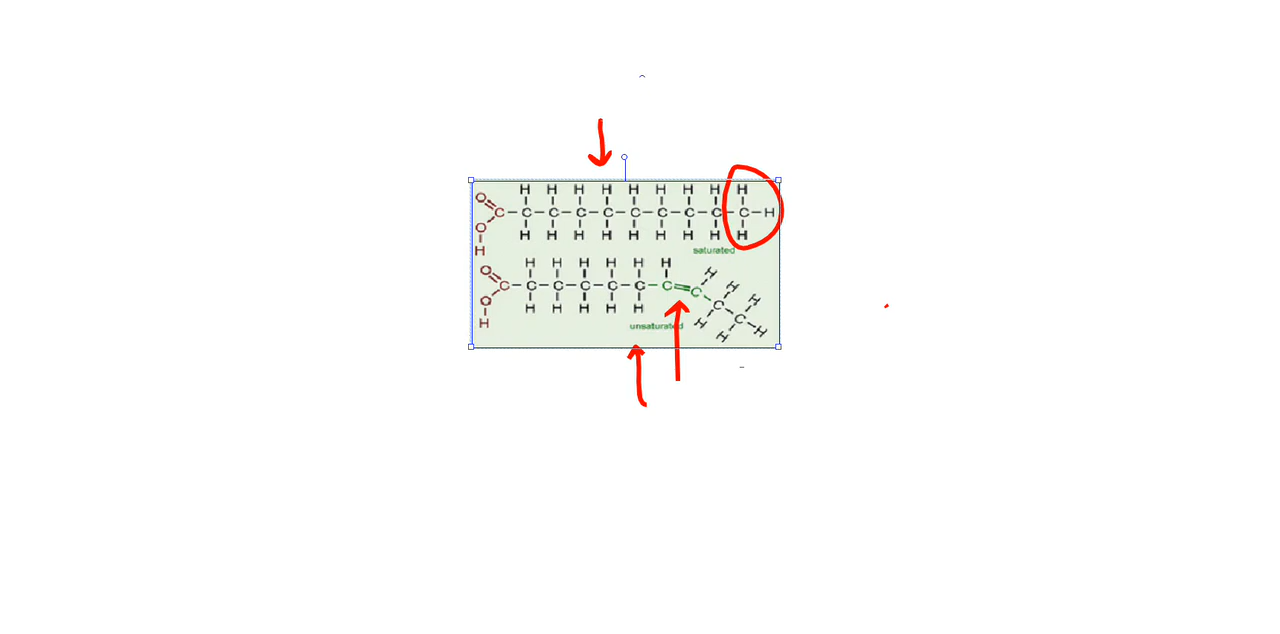 H H H H H H H H H
O
C–C–C–C–C–C–C–C–C–C–H
O
H H H H H H H H H
H
saturated
H H H H H H
O H
C–C–C–C–C–C–C=C H
O C H
H H H H H
H H C
unsaturated H
H